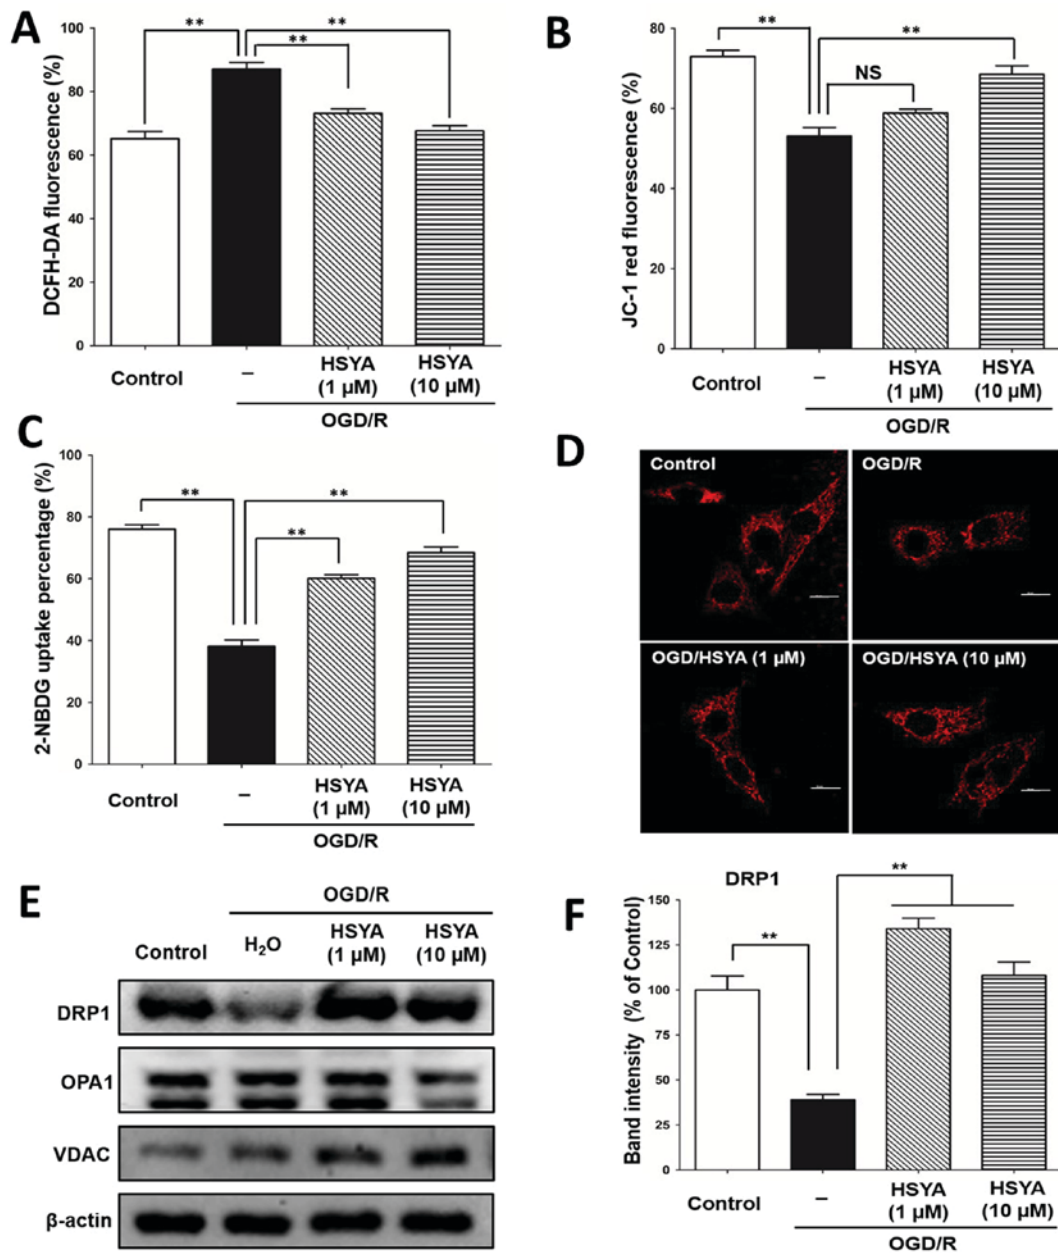 A
DCFH-DA fluorescence (%)
100
80
60
40
20
0
** ** **
Control
–
HSYA
(1 µM)
HSYA
(10 µM)
OGD/R
B
JC-1 red fluorescence (%)
80
60
40
20
0
** **
NS
Control
–
HSYA
(1 µM)
HSYA
(10 µM)
OGD/R
C
2-NBDG uptake percentage (%)
100
80
60
40
20
0
** **
**
Control
–
HSYA
(1 µM)
HSYA
(10 µM)
OGD/R
D
Control
OGD/R
OGD/HSYA (1 µM)
OGD/HSYA (10 µM)
E
OGD/R
Control
H₂O
HSYA
(1 µM)
HSYA
(10 µM)
DRP1
OPA1
VDAC
β-actin
F
DRP1
Band intensity (% of Control)
150
125
100
75
50
25
0
**
**
Control
–
HSYA
(1 µM)
HSYA
(10 µM)
OGD/R